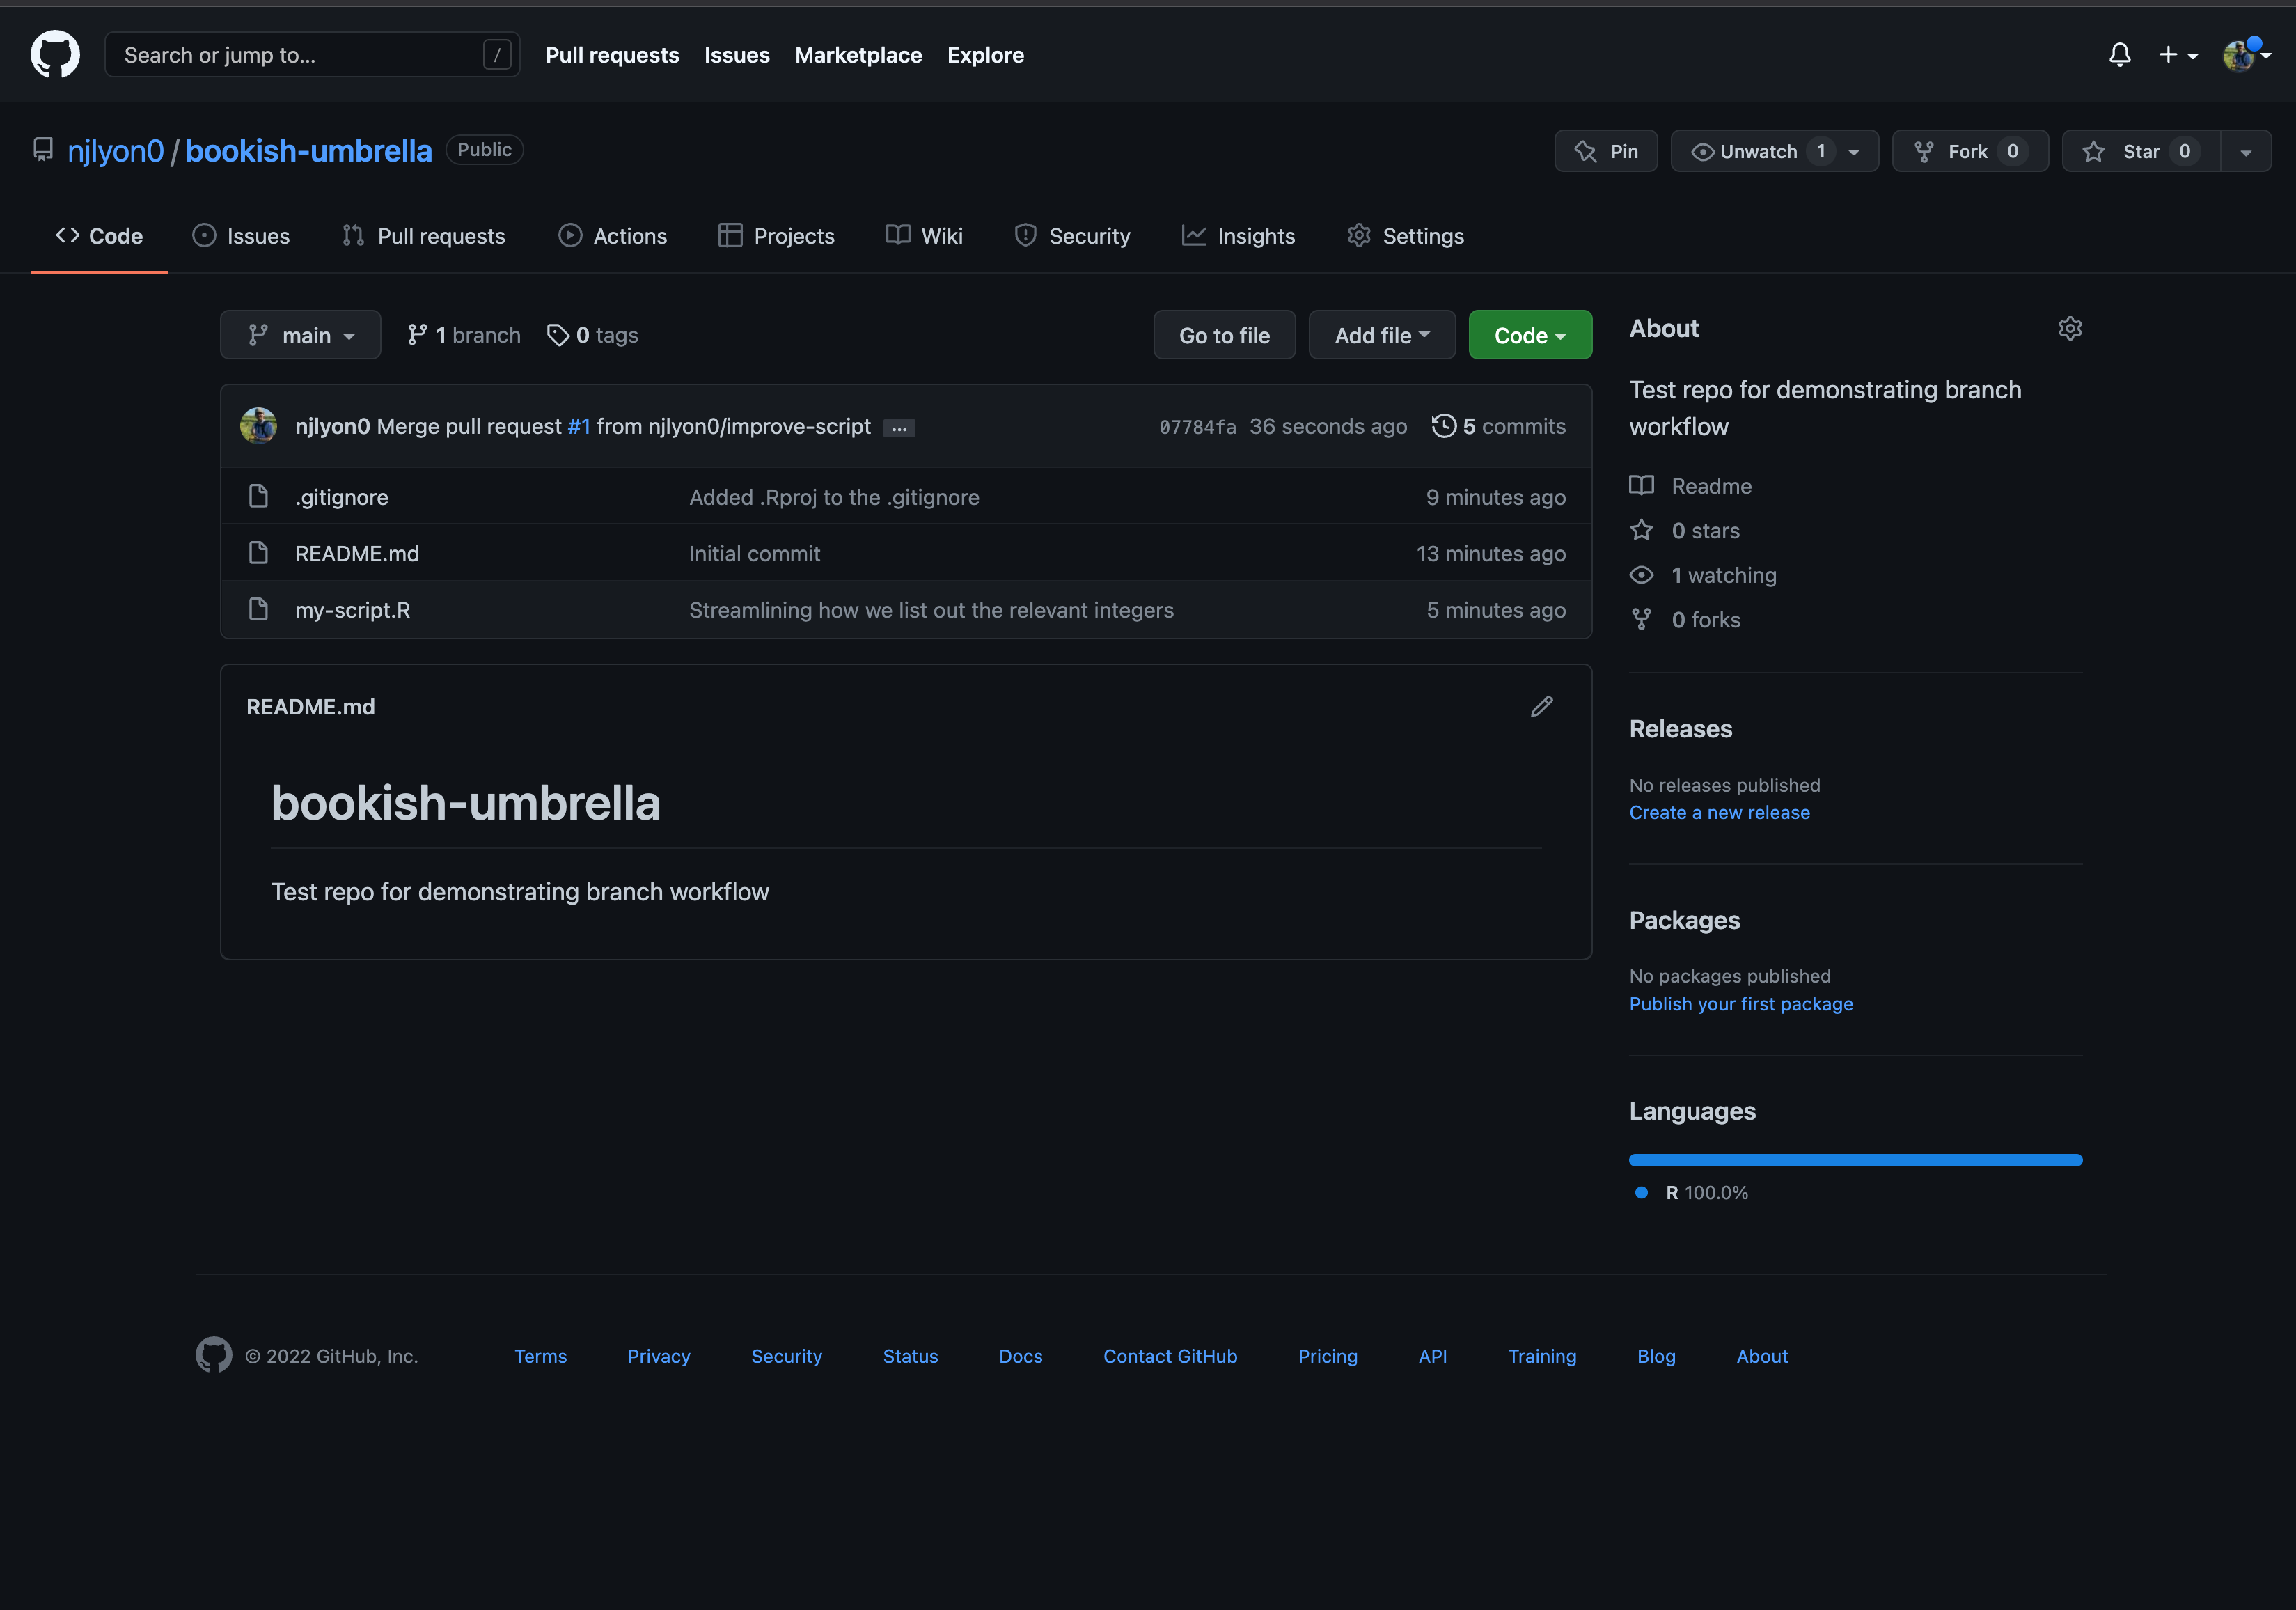 Search or jump to... /
Pull requests Issues Marketplace Explore
njlyon0 / bookish-umbrella Public
Pin Unwatch 1 Fork 0 Star 0
Code Issues Pull requests Actions Projects Wiki Security Insights Settings
main 1 branch 0 tags
Go to file Add file Code
njlyon0 Merge pull request #1 from njlyon0/improve-script ... 07784fa 36 seconds ago 5 commits
.gitignore Added .Rproj to the .gitignore 9 minutes ago
README.md Initial commit 13 minutes ago
my-script.R Streamlining how we list out the relevant integers 5 minutes ago
README.md
bookish-umbrella
Test repo for demonstrating branch workflow
About
Test repo for demonstrating branch
workflow
Readme
0 stars
1 watching
0 forks
Releases
No releases published
Create a new release
Packages
No packages published
Publish your first package
Languages
R 100.0%
© 2022 GitHub, Inc. Terms Privacy Security Status Docs Contact GitHub Pricing API Training Blog About